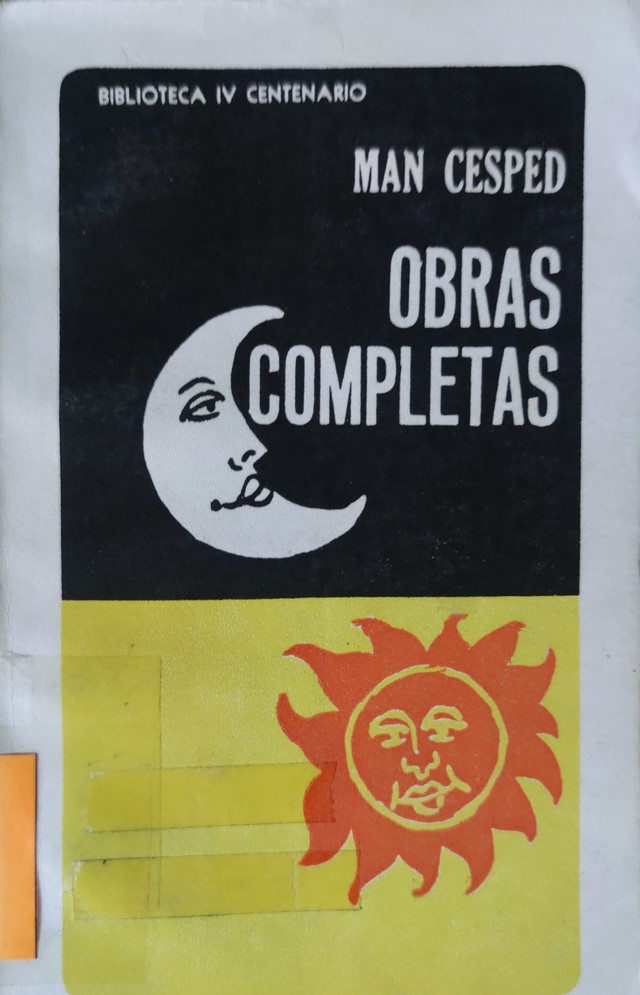 BIBLIOTECA IV CENTENARIO
MAN CESPED
OBRAS
COMPLETAS